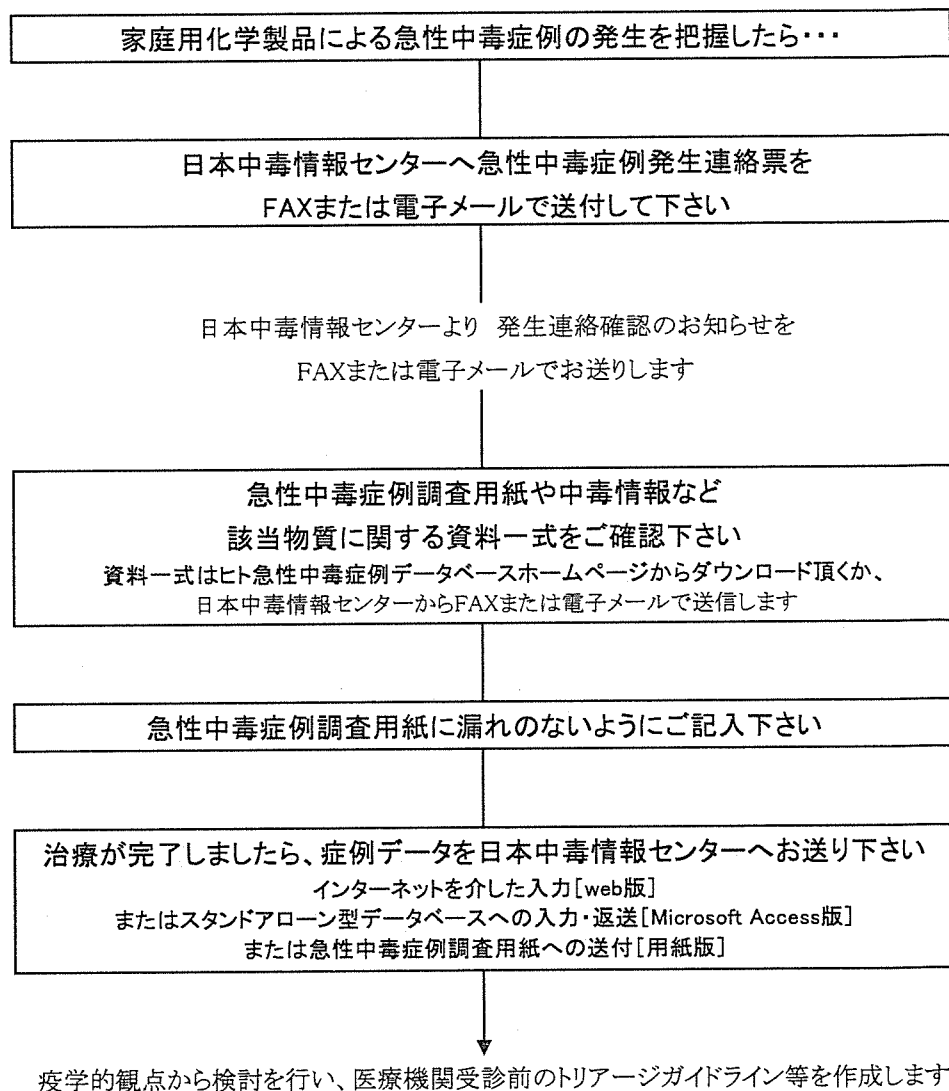 家庭用化学製品による急性中毒症例の発生を把握したら・・・
日本中毒情報センターへ急性中毒症例発生連絡票を
FAXまたは電子メールで送付して下さい
日本中毒情報センターより 発生連絡確認のお知らせを
FAXまたは電子メールでお送りします
急性中毒症例調査用紙や中毒情報など
該当物質に関する資料一式をご確認下さい
資料一式はヒト急性中毒症例データベースホームページからダウンロード頂くか、
日本中毒情報センターからFAXまたは電子メールで送信します
急性中毒症例調査用紙に漏れのないようにご記入下さい
治療が完了しましたら、症例データを日本中毒情報センターへお送り下さい
インターネットを介した入力[web版]
またはスタンドアローン型データベースへの入力・返送[Microsoft Access版]
または急性中毒症例調査用紙への送付[用紙版]
疫学的観点から検討を行い、医療機関受診前のトリアージガイドライン等を作成します